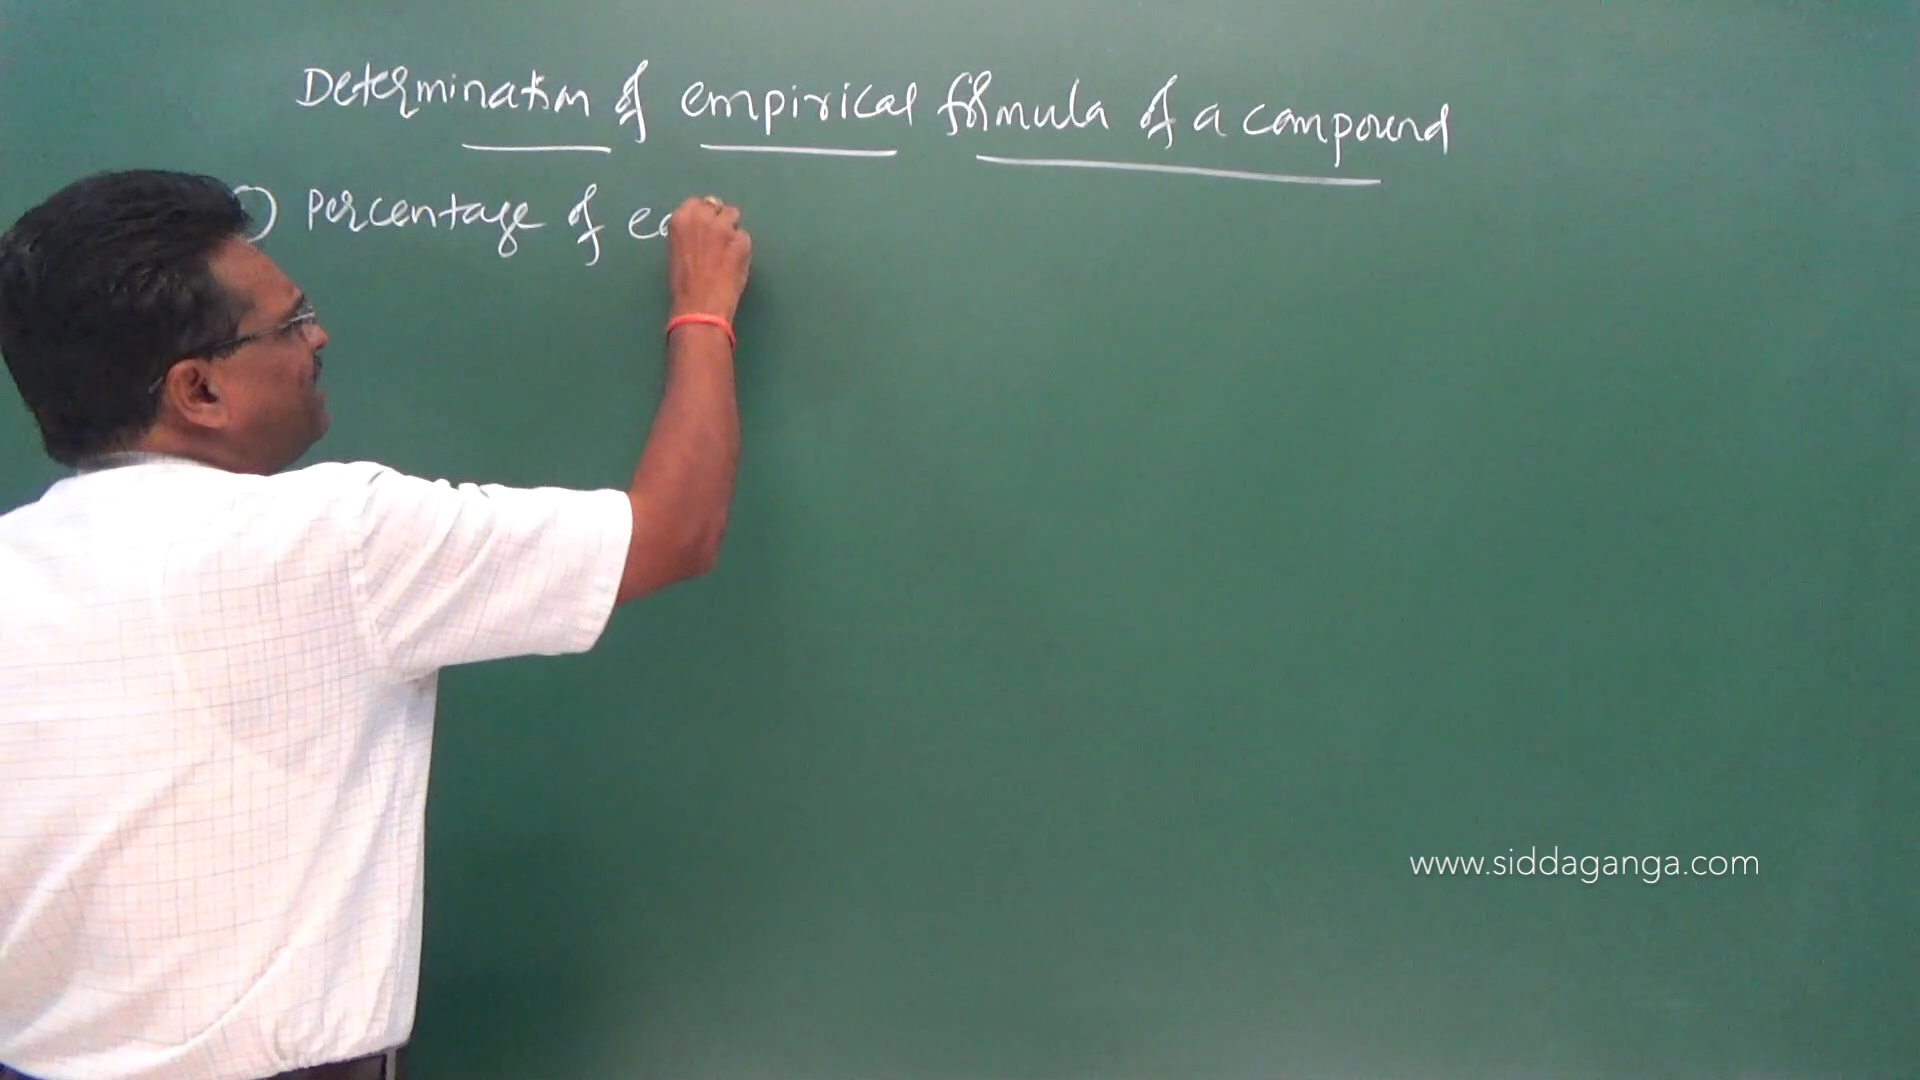 Determination of empirical formula of a compound
Percentage of
www.siddaganga.com